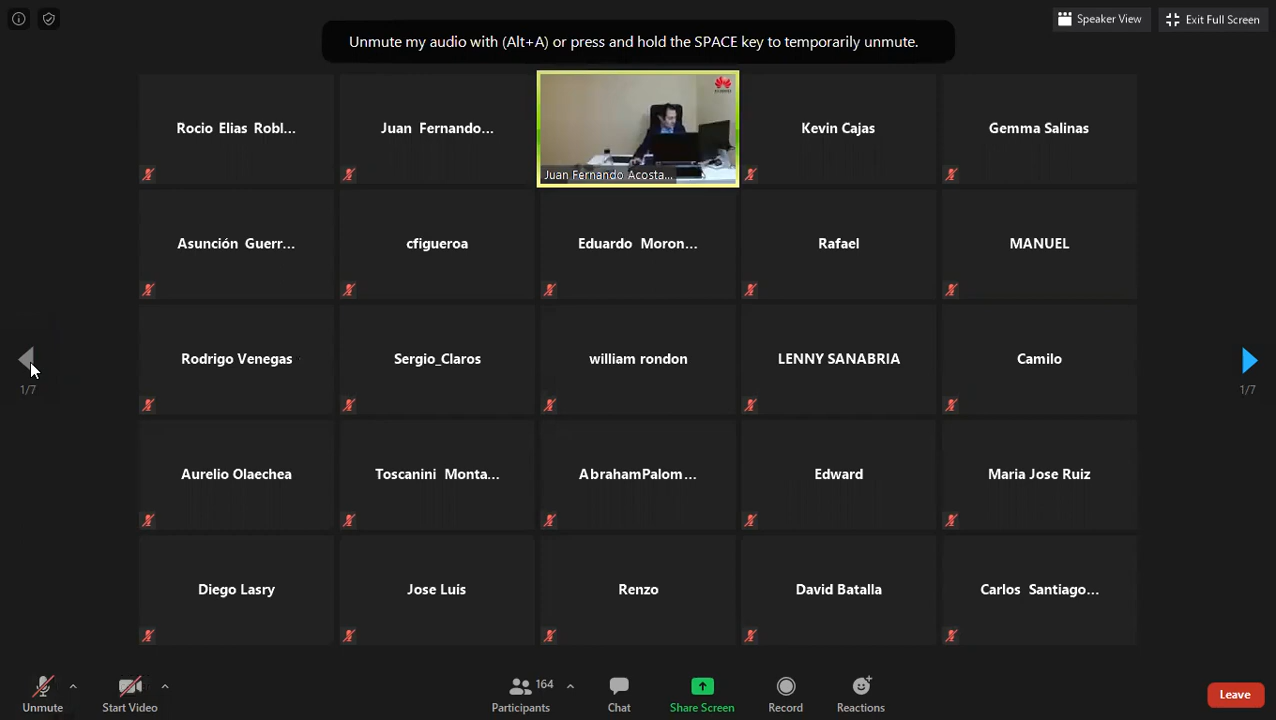 Speaker View
Exit Full Screen
Unmute my audio with (Alt+A) or press and hold the SPACE key to temporarily unmute.
Rocio Elias Robl...
Juan Fernando...
HUAWEI
Juan Fernando Acosta...
Kevin Cajas
Gemma Salinas
Asunción Guerr...
cfigueroa
Eduardo Moron...
Rafael
MANUEL
Rodrigo Venegas
Sergio_Claros
william rondon
LENNY SANABRIA
Camilo
1/7
1/7
Aurelio Olaechea
Toscanini Monta...
AbrahamPalom...
Edward
Maria Jose Ruiz
Diego Lasry
Jose Luis
Renzo
David Batalla
Carlos Santiago...
Unmute
Start Video
164
Participants
Chat
Share Screen
Record
Reactions
Leave